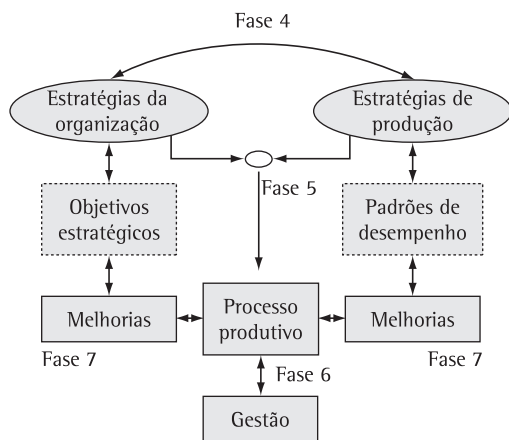 Fase 4
Estratégias da
organização
Estratégias de
produção
Fase 5
Objetivos
estratégicos
Padrões de
desempenho
Melhorias
Processo
produtivo
Melhorias
Fase 7
Fase 7
Fase 6
Gestão